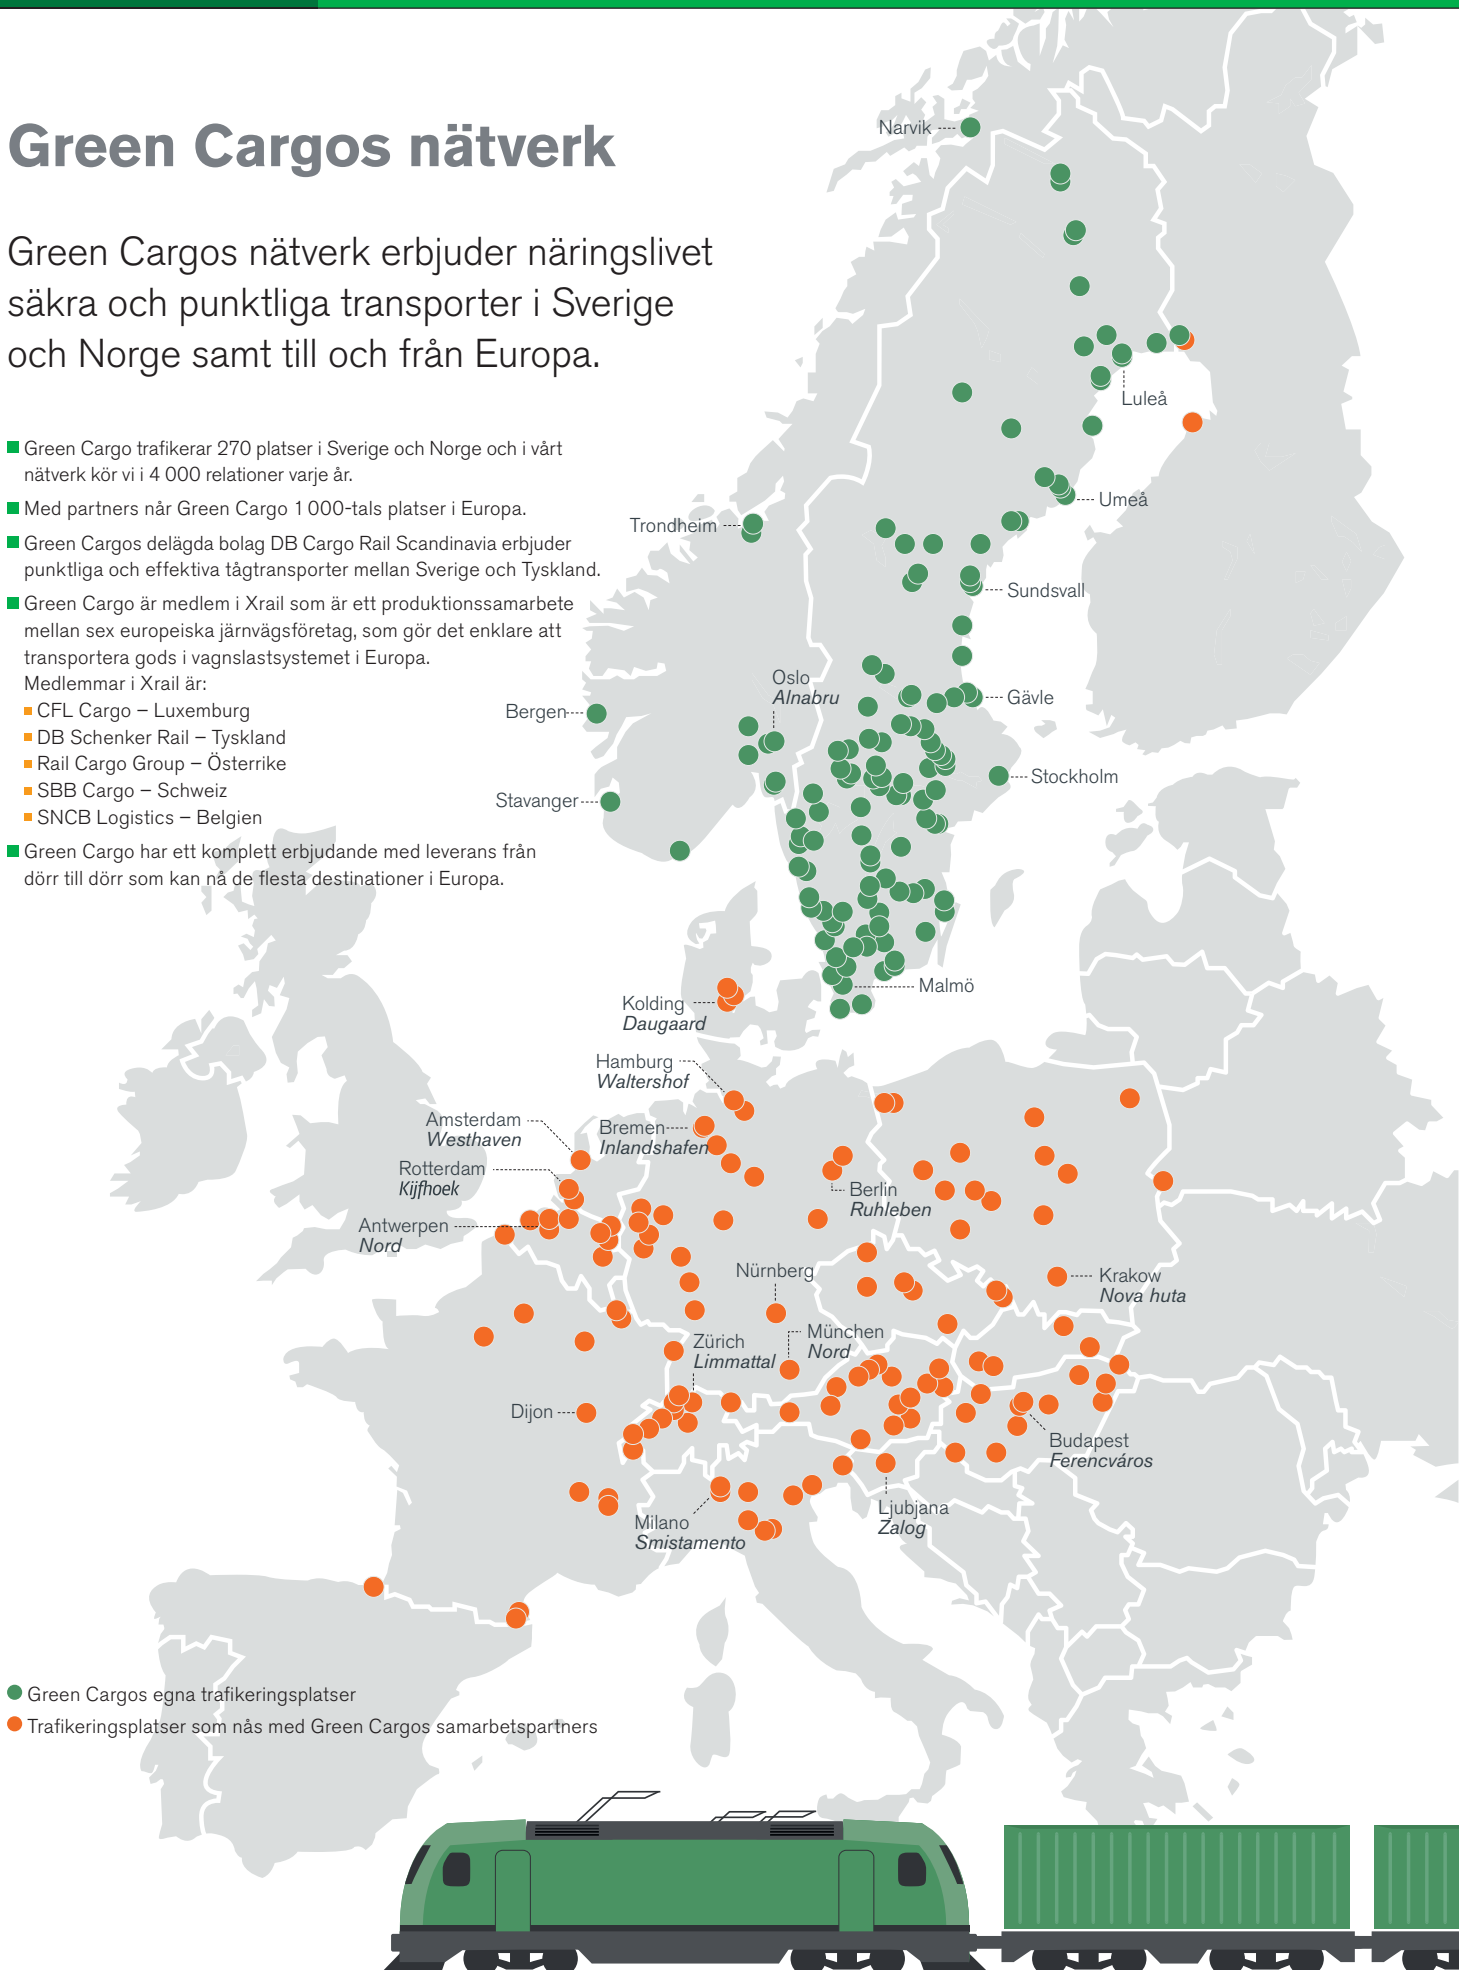 Green Cargos nätverk
Green Cargos nätverk erbjuder näringslivet
säkra och punktliga transporter i Sverige
och Norge samt till och från Europa.
Green Cargo trafikerar 270 platser i Sverige och Norge och i vårt
nätverk kör vi i 4 000 relationer varje år.
Med partners når Green Cargo 1 000-tals platser i Europa.
Green Cargos delägda bolag DB Cargo Rail Scandinavia erbjuder
punktliga och effektiva tågtransporter mellan Sverige och Tyskland.
Green Cargo är medlem i Xrail som är ett produktionssamarbete
mellan sex europeiska järnvägsföretag, som gör det enklare att
transportera gods i vagnslastsystemet i Europa.
Medlemmar i Xrail är:
CFL Cargo – Luxemburg
DB Schenker Rail – Tyskland
Rail Cargo Group – Österrike
SBB Cargo – Schweiz
SNCB Logistics – Belgien
Green Cargo har ett komplett erbjudande med leverans från
dörr till dörr som kan nå de flesta destinationer i Europa.
Narvik
Luleå
Umeå
Trondheim
Sundsvall
Oslo
Alnabru
Gävle
Bergen
Stockholm
Stavanger
Malmö
Kolding
Daugaard
Hamburg
Waltershof
Amsterdam
Westhaven
Bremen
Inlandshafen
Rotterdam
Kijfhoek
Berlin
Ruhleben
Antwerpen
Nord
Nürnberg
Krakow
Nova huta
München
Nord
Zürich
Limmattal
Dijon
Budapest
Ferencváros
Ljubjana
Zalog
Milano
Smistamento
Green Cargos egna trafikeringsplatser
Trafikeringsplatser som nås med Green Cargos samarbetspartners